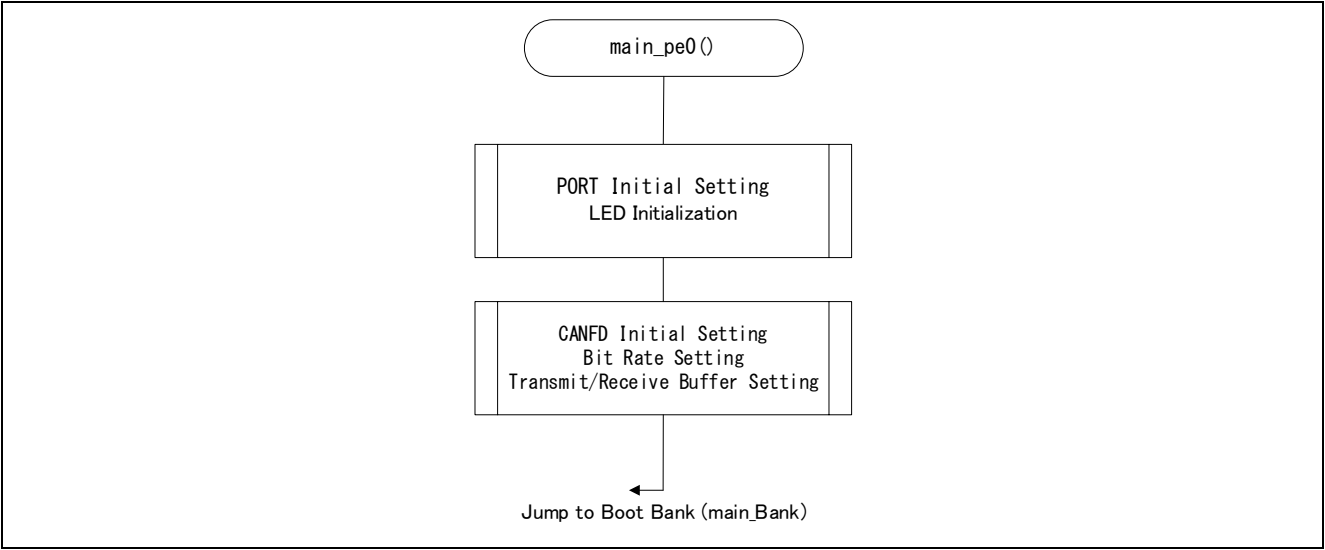 main_pe0()
PORT Initial Setting
LED Initialization
CANFD Initial Setting
Bit Rate Setting
Transmit/Receive Buffer Setting
Jump to Boot Bank (main_Bank)